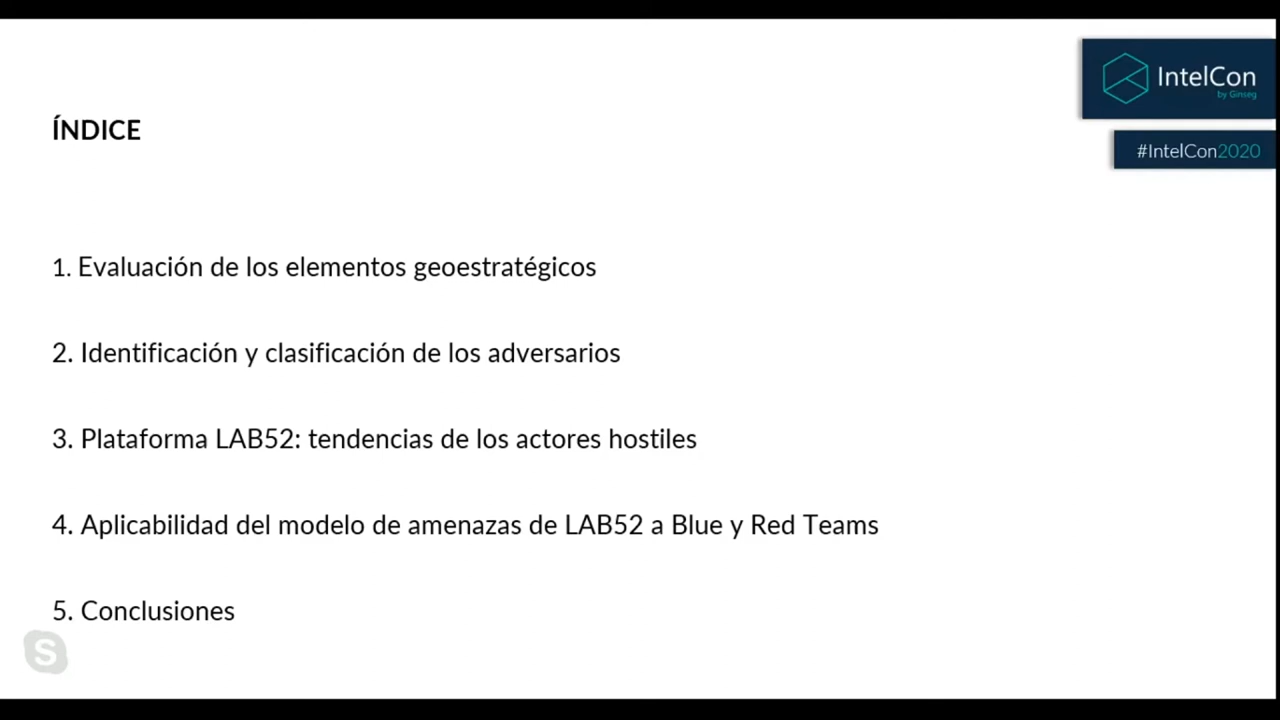 IntelCon
by Ginseg
#IntelCon2020
ÍNDICE
1. Evaluación de los elementos geoestratégicos
2. Identificación y clasificación de los adversarios
3. Plataforma LAB52: tendencias de los actores hostiles
4. Aplicabilidad del modelo de amenazas de LAB52 a Blue y Red Teams
5. Conclusiones
S